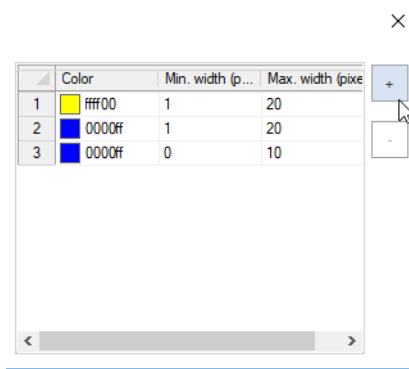 Color Min. width (p... Max. width (pixe
+
1 ffff00 1 20
2 0000ff 1 20
-
3 0000ff 0 10